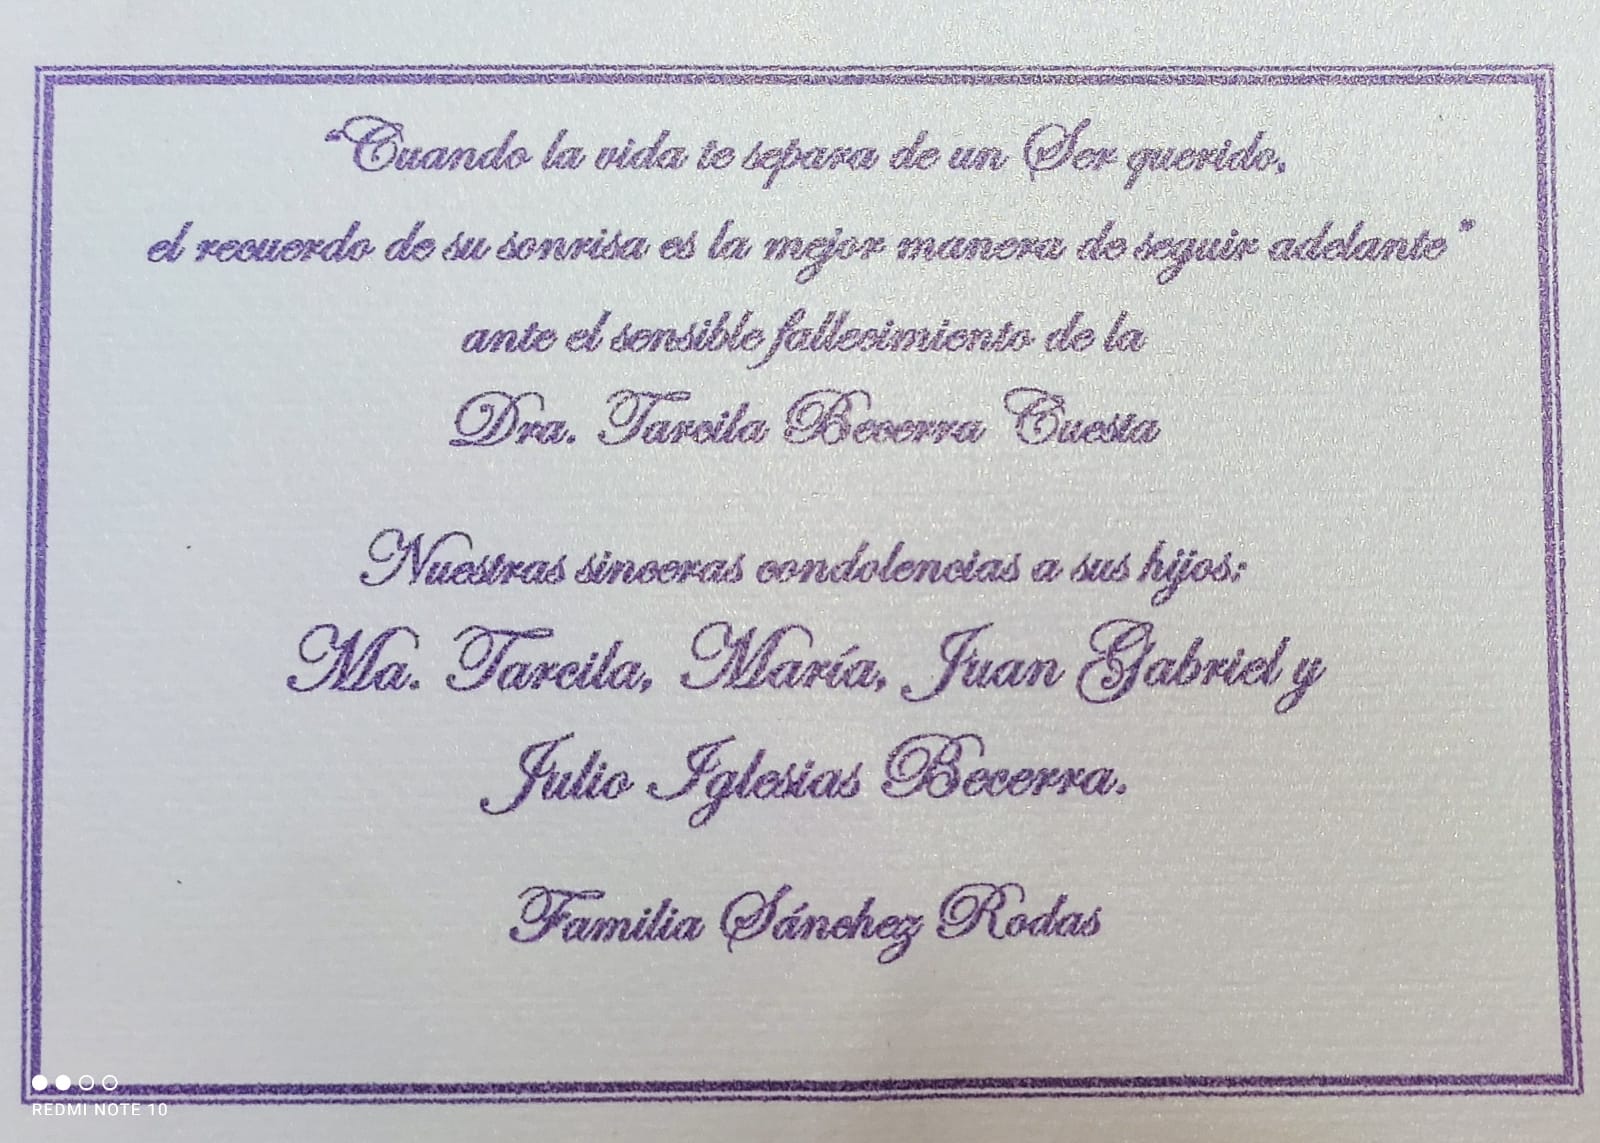 “Cuando la vida te separa de un Ser querido,
el recuerdo de su sonrisa es la mejor manera de seguir adelante”
ante el sensible fallecimiento de la
Dra. Tarcila Becerra Cuesta
Nuestras sinceras condolencias a sus hijos:
Ma. Tarcila, María, Juan Gabriel y
Julio Iglesias Becerra.
Familia Sánchez Rodas
REDMI NOTE 10